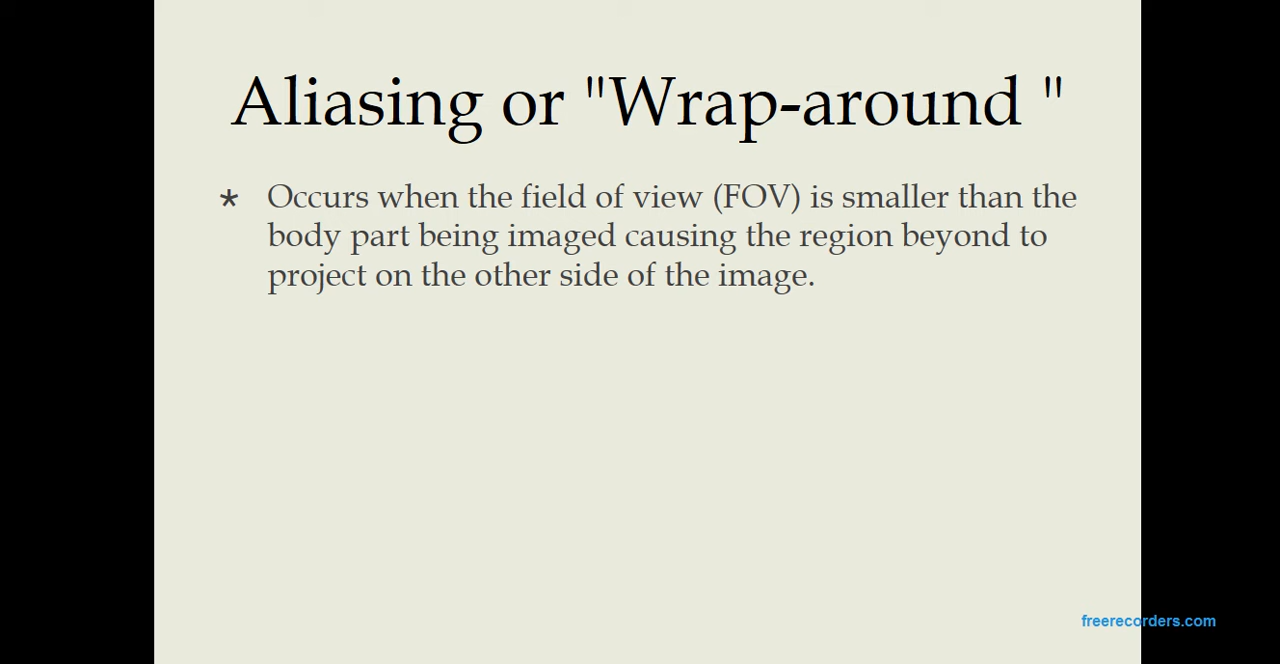 Aliasing or "Wrap-around "
* Occurs when the field of view (FOV) is smaller than the
body part being imaged causing the region beyond to
project on the other side of the image.
freerecorders.com